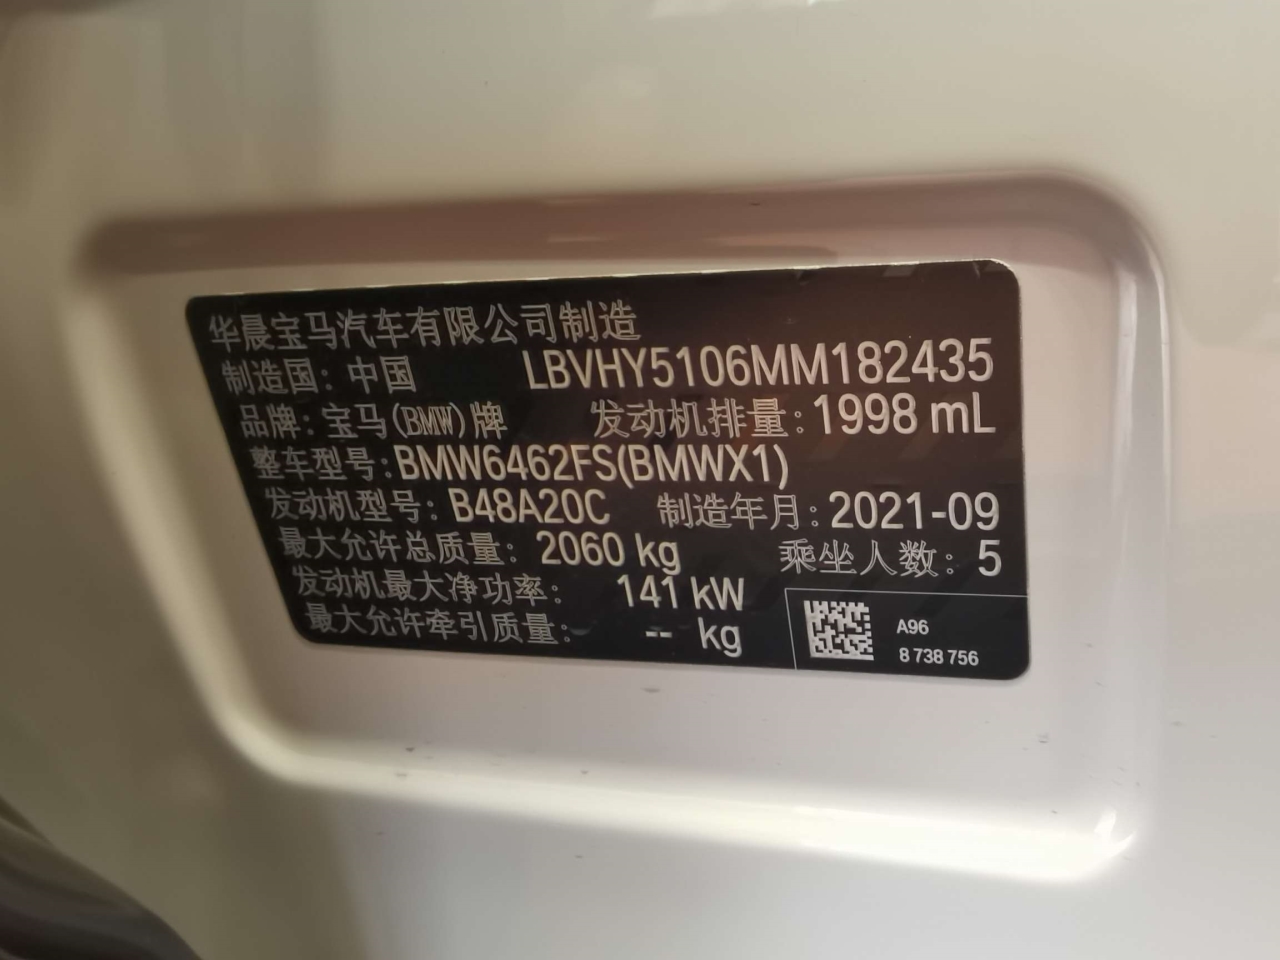 华晨宝马汽车有限公司制造
制造国：中国 LBVHY5106MM182435
品牌：宝马(BMW)牌 发动机排量：1998 mL
整车型号：BMW6462FS(BMWX1)
发动机型号：B48A20C 制造年月：2021-09
最大允许总质量：2060 kg 乘坐人数：5
发动机最大净功率：141 kW
最大允许牵引质量：-- kg
A96
8 738 756